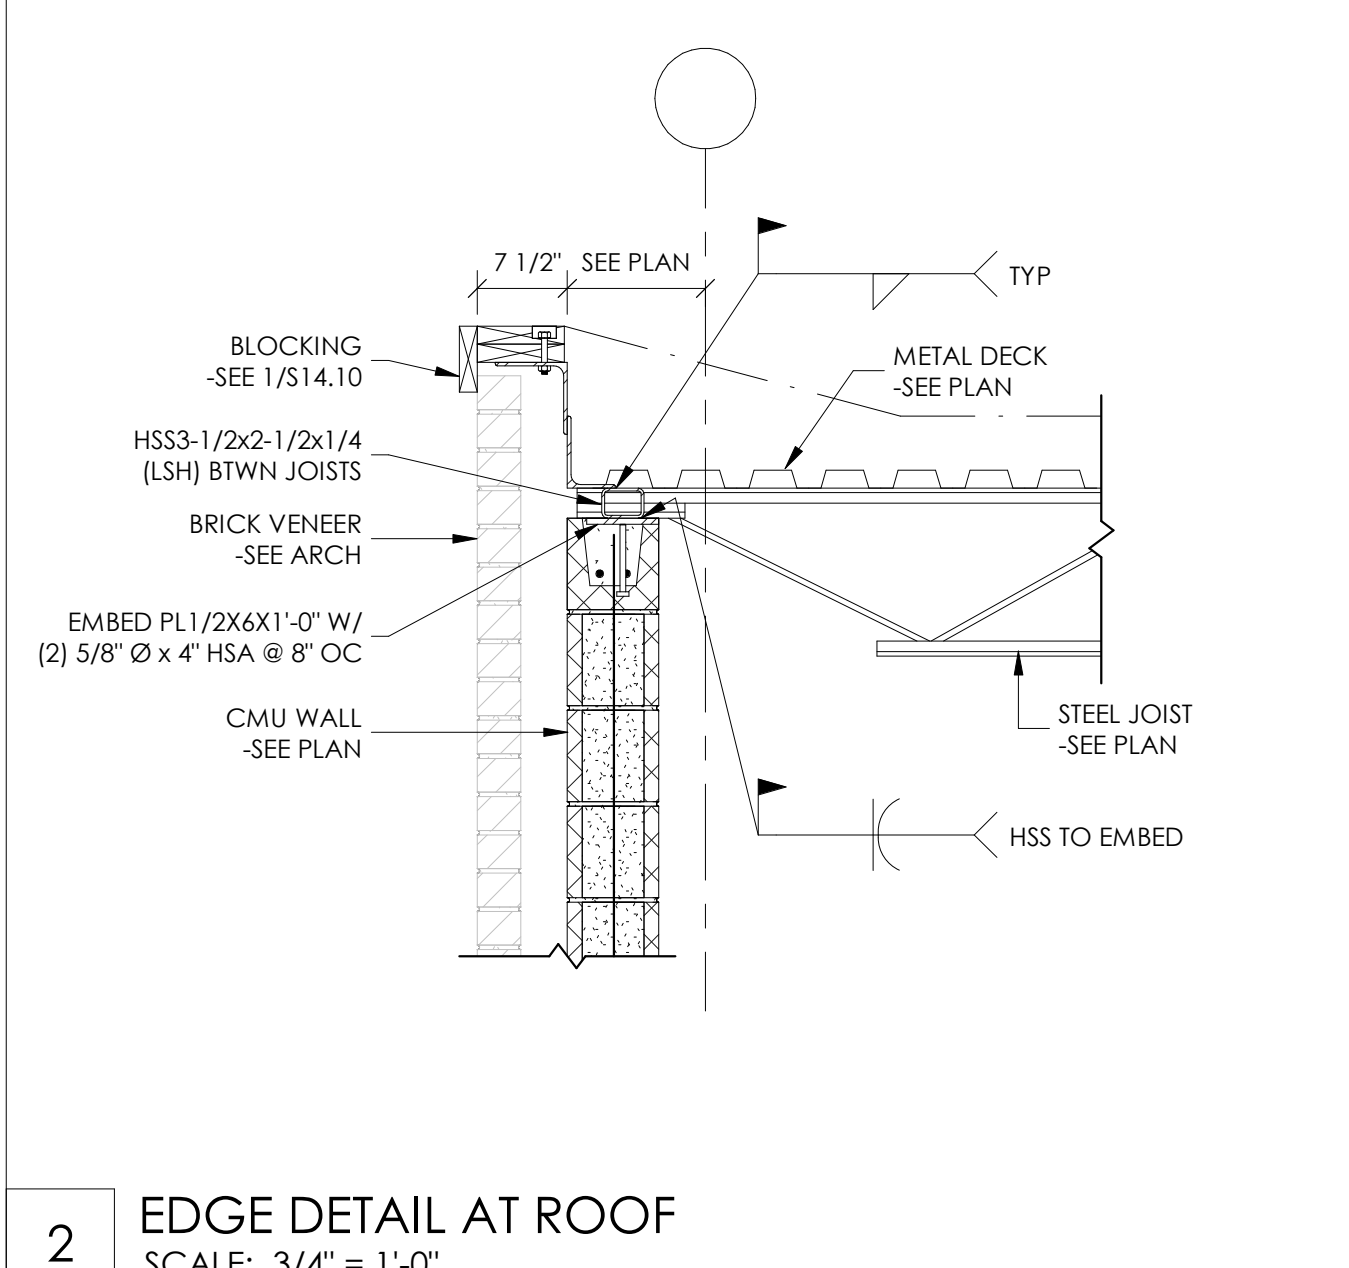 7 1/2" SEE PLAN
TYP
BLOCKING
-SEE 1/S14.10
METAL DECK
-SEE PLAN
HSS3-1/2x2-1/2x1/4
(LSH) BTWN JOISTS
BRICK VENEER
-SEE ARCH
EMBED PL1/2X6X1'-0" W/
(2) 5/8" Ø x 4" HSA @ 8" OC
CMU WALL
-SEE PLAN
STEEL JOIST
-SEE PLAN
HSS TO EMBED
2
EDGE DETAIL AT ROOF
SCALE: 3/4" = 1'-0"